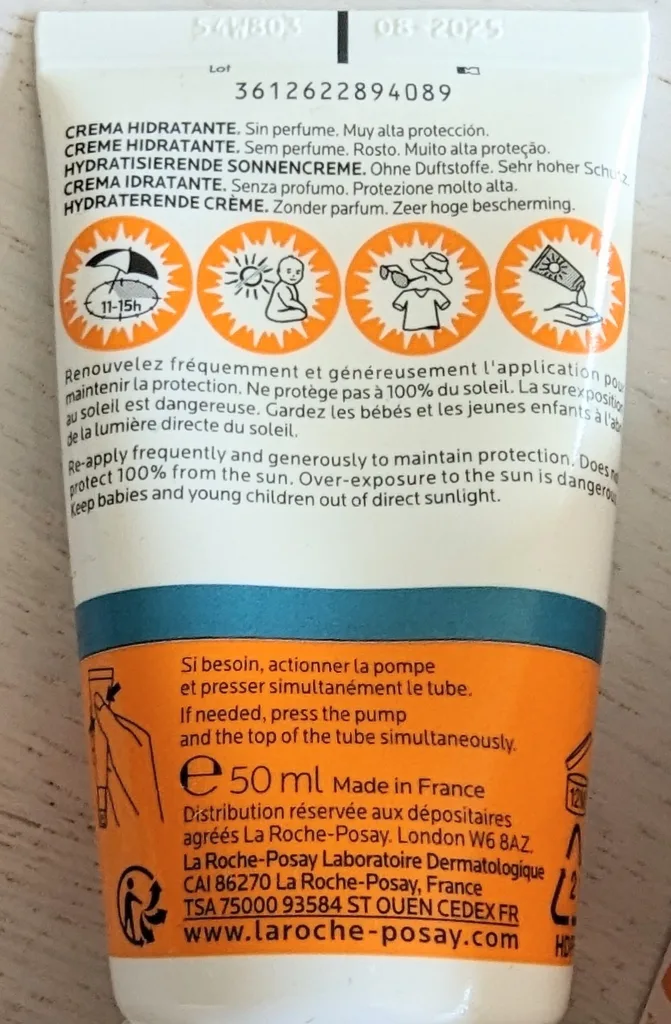 54W803 08-2025
Lot
3612622894089
CREMA HIDRATANTE. Sin perfume. Muy alta protección.
CREME HIDRATANTE. Sem perfume. Rosto. Muito alta proteção.
HYDRATISIERENDE SONNENCREME. Ohne Duftstoffe. Sehr hoher Schutz.
CREMA IDRATANTE. Senza profumo. Protezione molto alta.
HYDRATERENDE CRÈME. Zonder parfum. Zeer hoge bescherming.
11-15h
Renouvelez fréquemment et généreusement l'application pou
maintenir la protection. Ne protège pas à 100% du soleil. La surexposition
au soleil est dangereuse. Gardez les bébés et les jeunes enfants à l'ab
de la lumière directe du soleil.
Re-apply frequently and generously to maintain protection. Does n
protect 100% from the sun. Over-exposure to the sun is dangerou
Keep babies and young children out of direct sunlight.
Si besoin, actionner la pompe
et presser simultanément le tube.
If needed, press the pump
and the top of the tube simultaneously.
e 50 ml Made in France
12M
Distribution réservée aux dépositaires
agréés La Roche-Posay. London W6 8AZ.
La Roche-Posay Laboratoire Dermatologique
CAI 86270 La Roche-Posay, France
2
TSA 75000 93584 ST OUEN CEDEX FR
www.laroche-posay.com
HDP